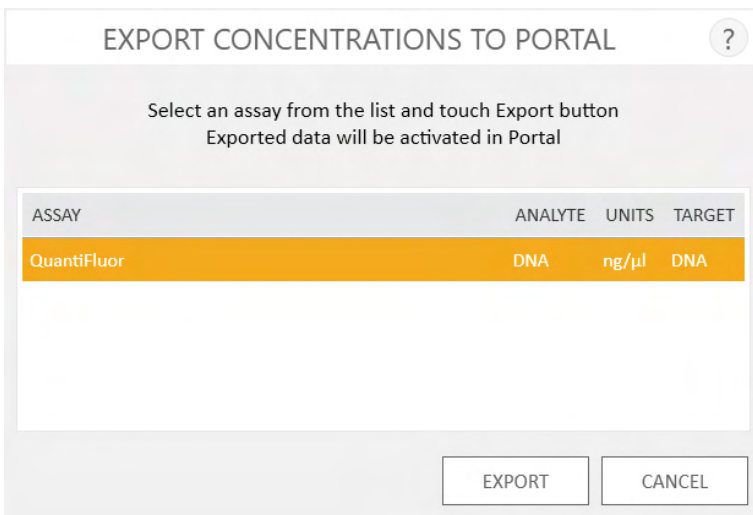 EXPORT CONCENTRATIONS TO PORTAL ?
Select an assay from the list and touch Export button
Exported data will be activated in Portal
ASSAY ANALYTE UNITS TARGET
QuantiFluor DNA ng/µl DNA
EXPORT CANCEL